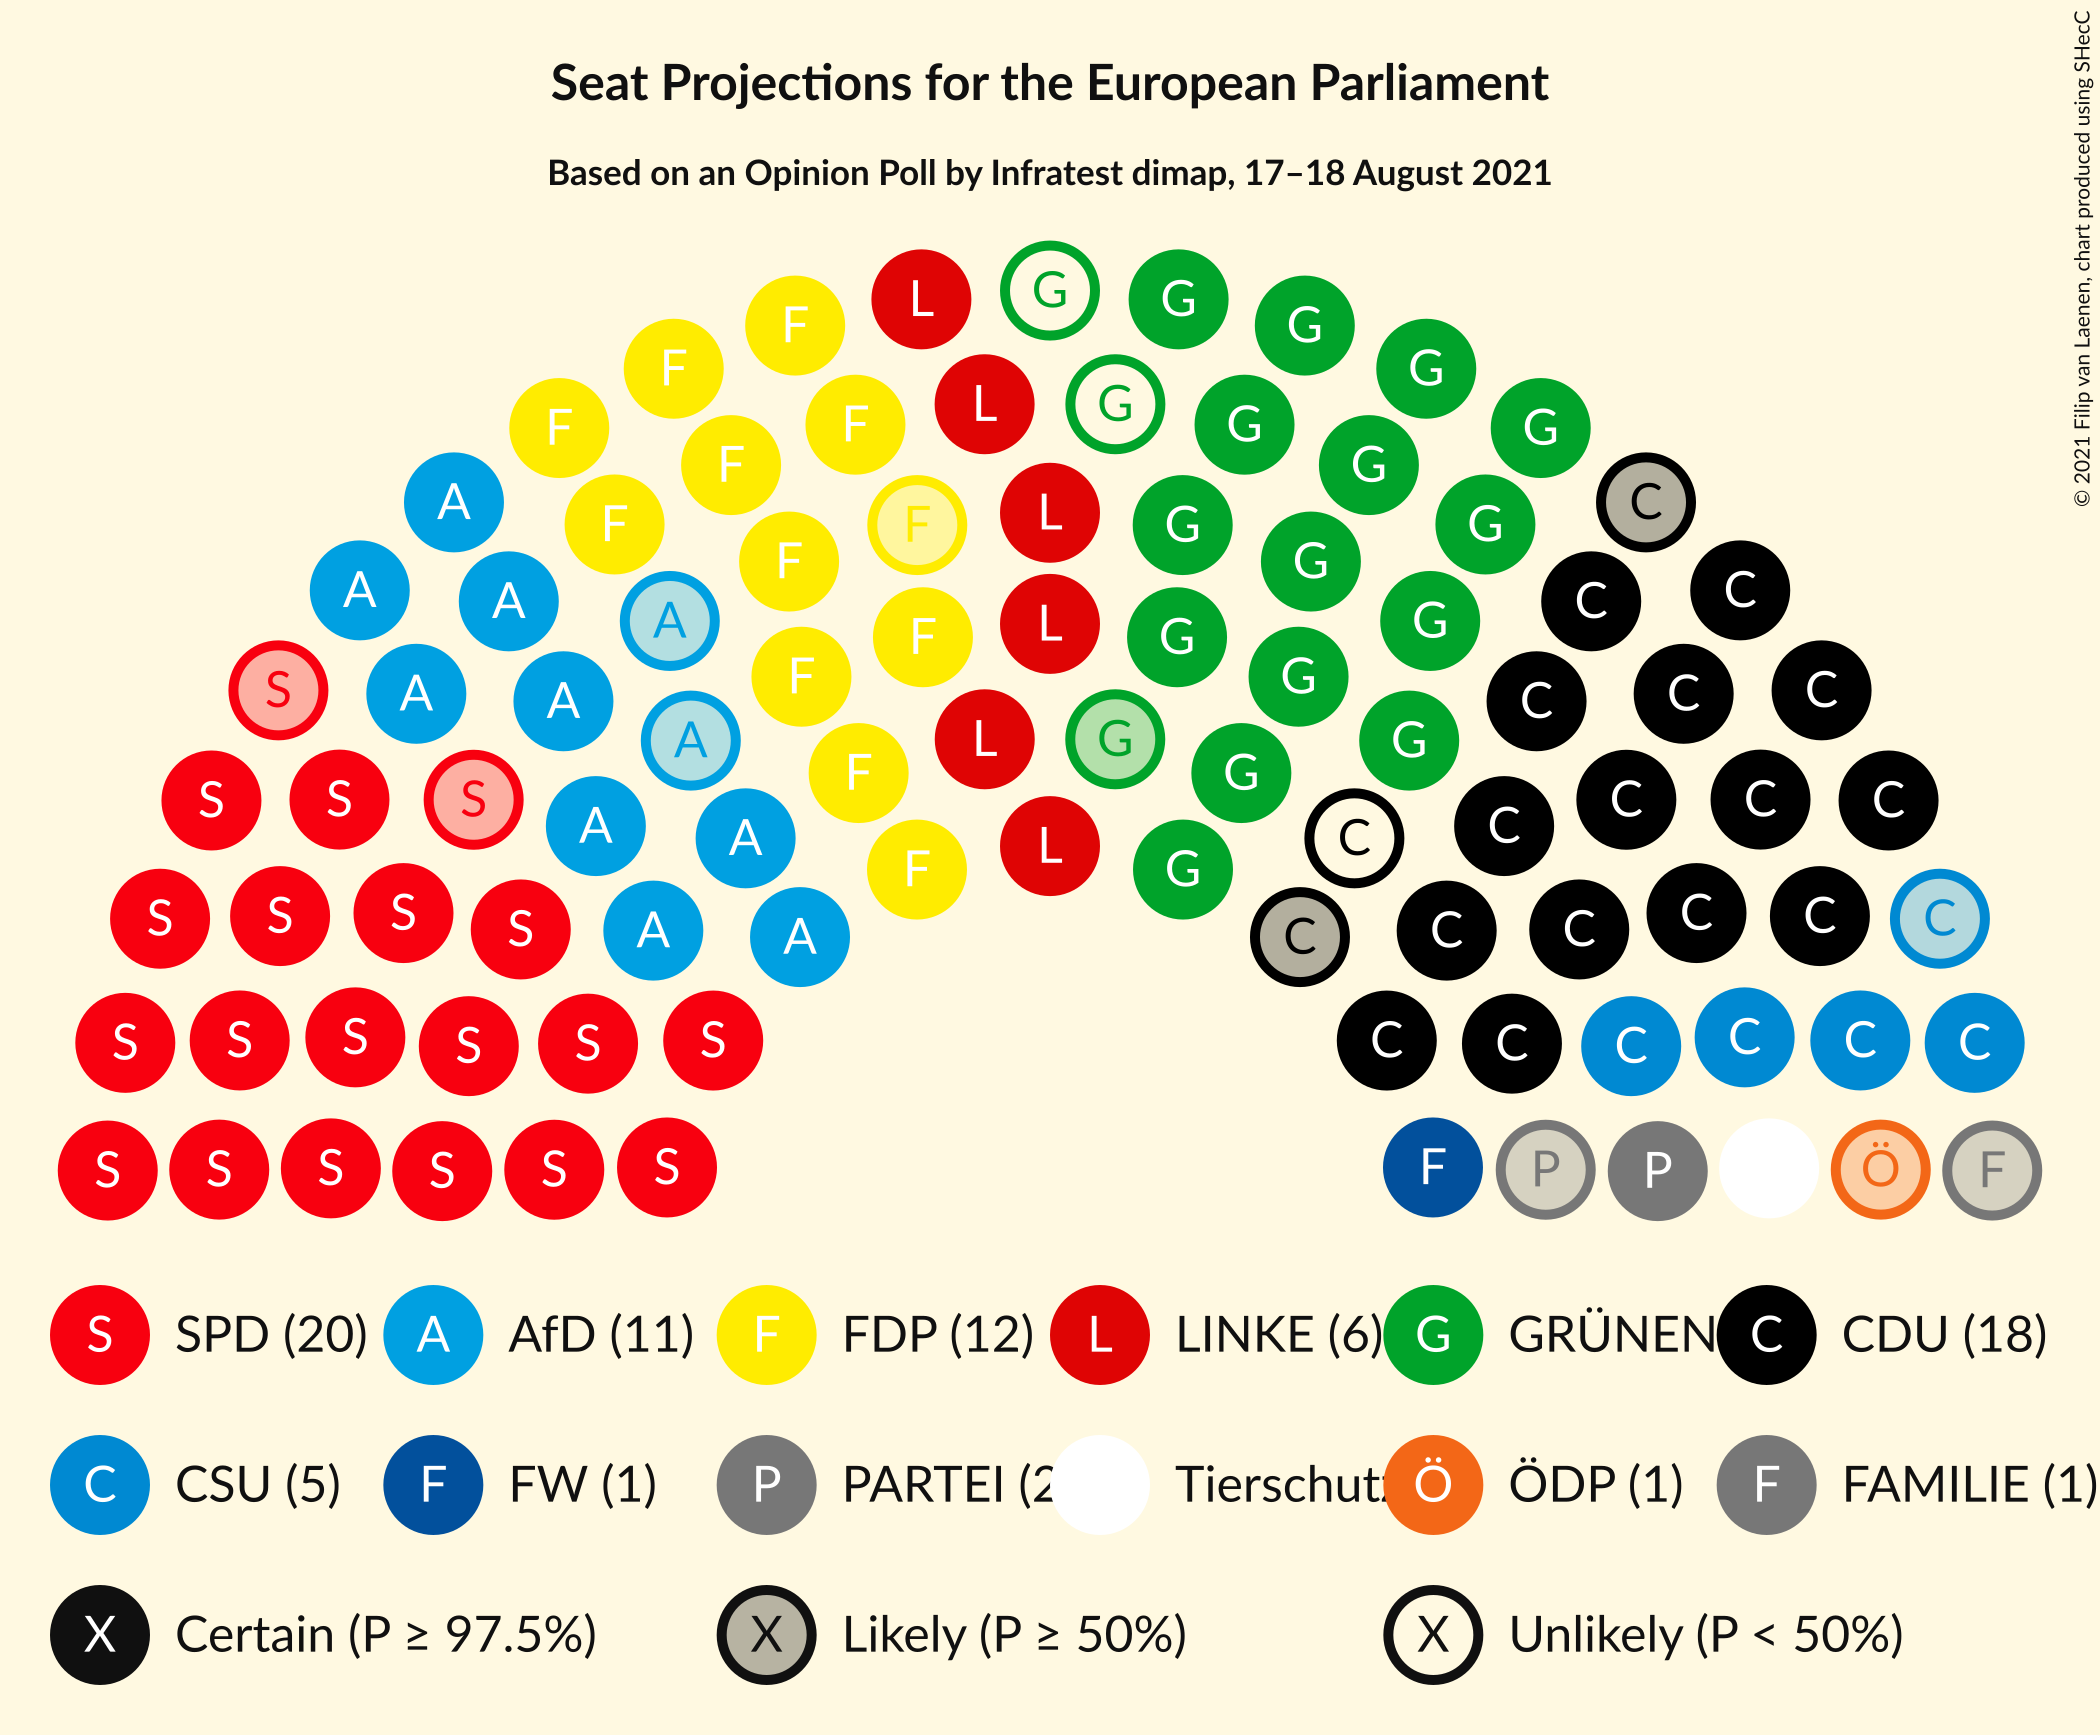 Seat Projections for the European Parliament
Based on an Opinion Poll by Infratest dimap, 17–18 August 2021
© 2021 Filip van Laenen, chart produced using SHecC
G
L G
F G
F G
F L G G
F G
F G
A F F L G C
F G
A A F L G C C
A G
S A A F G C C C
A L G G
S S S F G C C C
A A C C
F L G
S S S S A A C C C C C C C
S S S S S S C C C C C C
S S S S S S F P P Ö F
S SPD (20) A AfD (11) F FDP (12) L LINKE (6) G GRÜNEN C CDU (18)
C CSU (5) F FW (1) P PARTEI (2 Tierschutz Ö ÖDP (1) F FAMILIE (1)
X Certain (P ≥ 97.5%) X Likely (P ≥ 50%) X Unlikely (P < 50%)